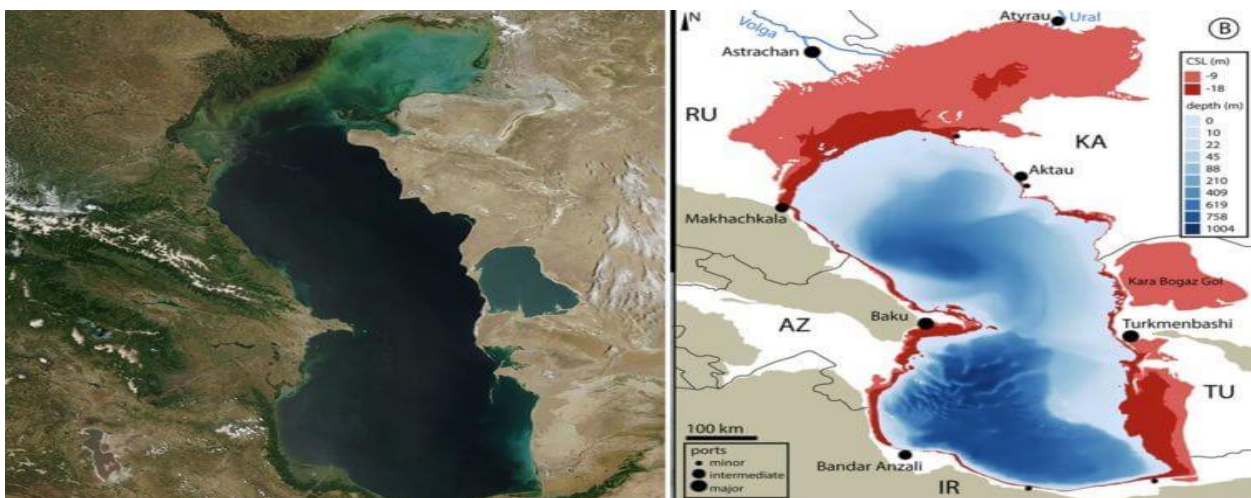 N
Atyrau
Ural
B
Volga
Astrachan
CSL (m)
-9
-18
depth (m)
0
10
22
45
88
210
409
619
758
1004
RU
KA
Aktau
Makhachkala
Kara Bogaz Gol
Baku
Turkmenbashi
AZ
TU
100 km
ports
minor
intermediate
major
Bandar Anzali
IR